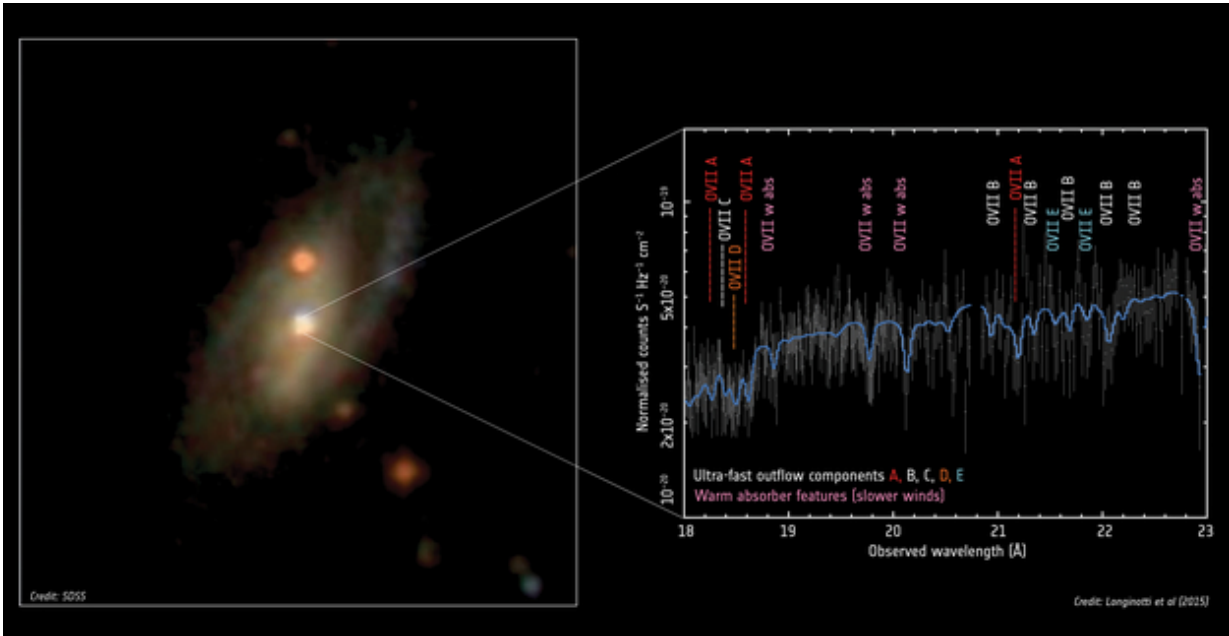 OVII A
OVII C
OVII D
OVII A
OVII w abs
OVII w abs
OVII w abs
OVII B
OVII A
OVII B
OVII E
OVII B
OVII E
OVII B
OVII B
OVII w abs
Normalised counts S⁻¹ Hz⁻¹ cm⁻²
10⁻¹⁹
5x10⁻²⁰
2x10⁻²⁰
10⁻²⁰
Ultra-fast outflow components A, B, C, D, E
Warm absorber features (slower winds)
18 19 20 21 22 23
Observed wavelength (Å)
Credit: SDSS
Credit: Longinotti et al (2015)